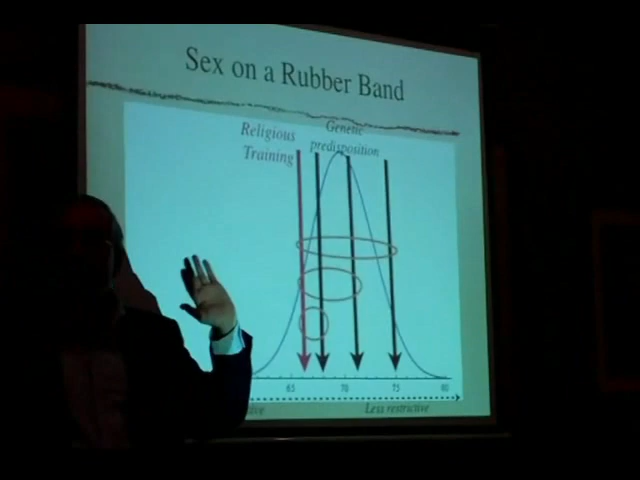 Sex on a Rubber Band
Religious
Training
Genetic
predisposition
65 70 75 80
Less restrictive